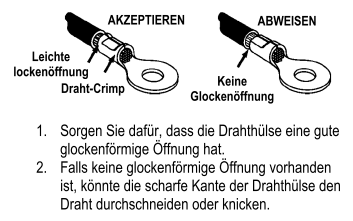 AKZEPTIEREN
ABWEISEN
Leichte
lockenöffnung
Draht-Crimp
Keine
Glockenöffnung
1. Sorgen Sie dafür, dass die Drahthülse eine gute
glockenförmige Öffnung hat.
2. Falls keine glockenförmige Öffnung vorhanden
ist, könnte die scharfe Kante der Drahthülse den
Draht durchschneiden oder knicken.